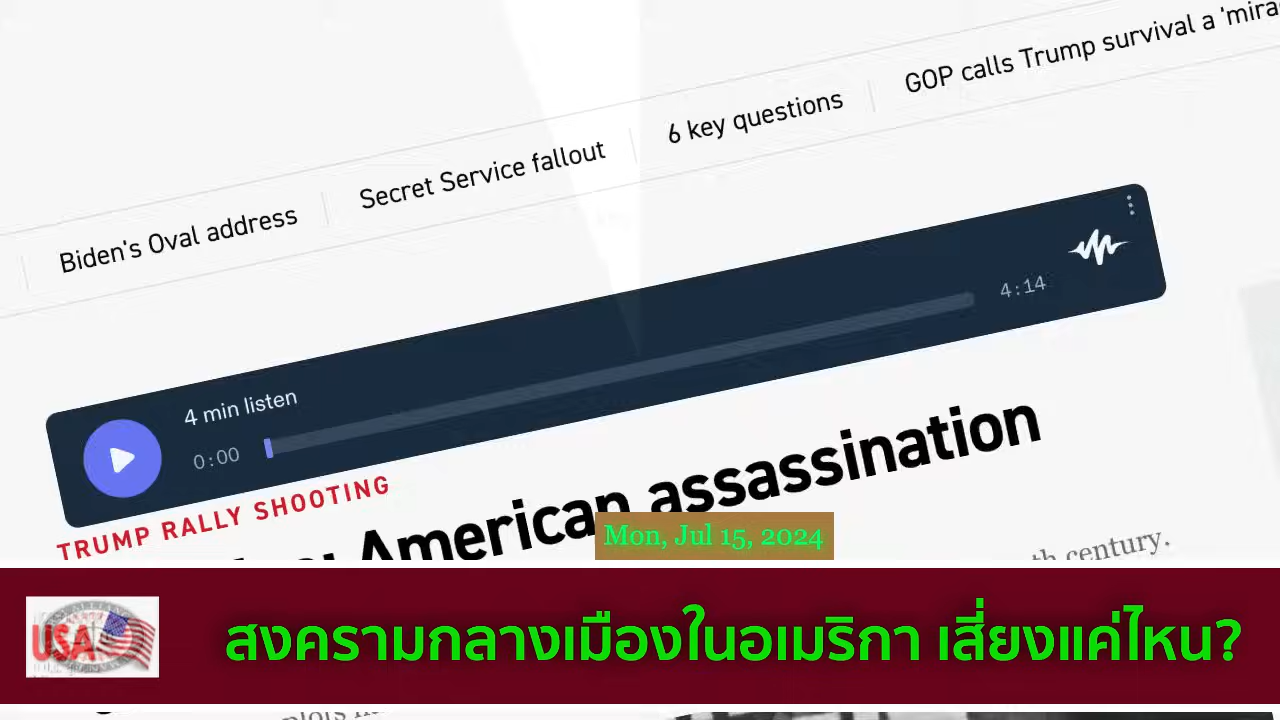 GOP calls Trump survival a 'mira
6 key questions
Secret Service fallout
Biden's Oval address
4:14
4 min listen
0:00
TRUMP RALLY SHOOTING
American assassination
Mon, Jul 15, 2024
th century.
USA
สงครามกลางเมืองในอเมริกา เสี่ยงแค่ไหน?
plots